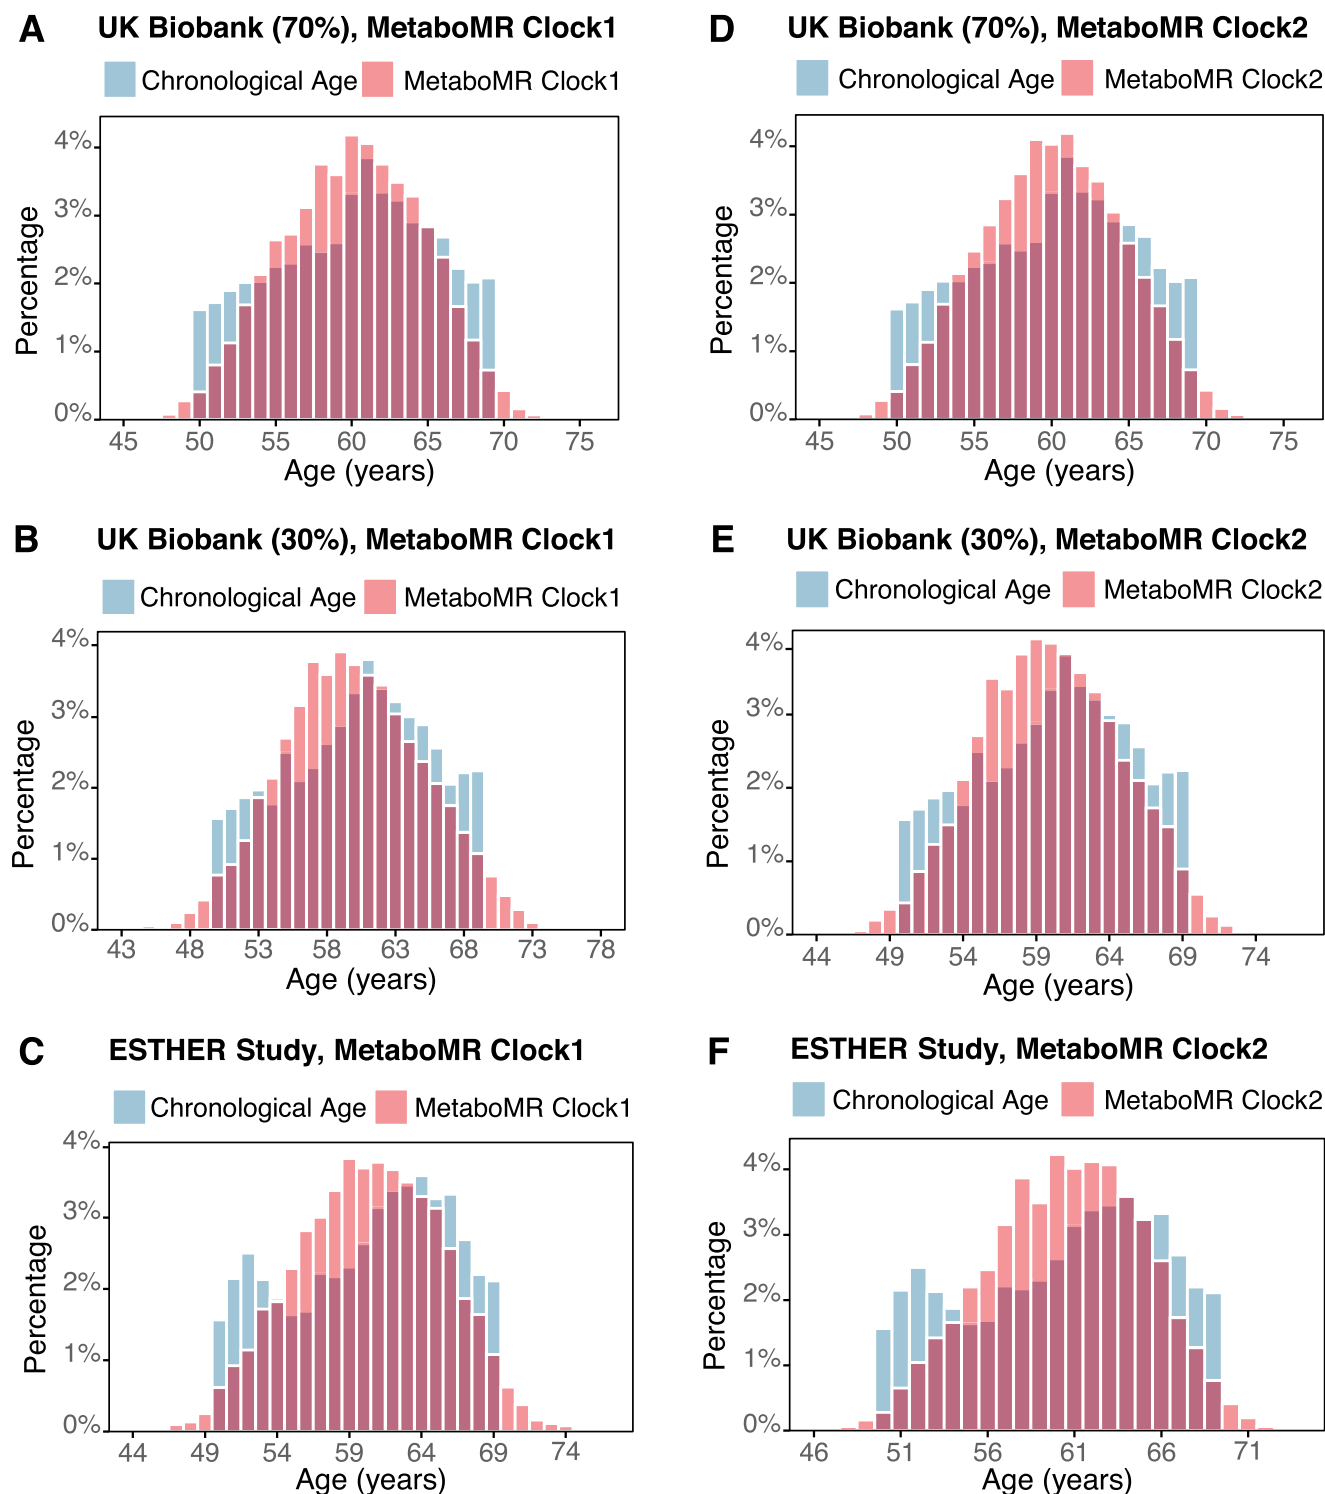 A UK Biobank (70%), MetaboMR Clock1
Chronological Age MetaboMR Clock1
4%
3%
2%
1%
0%
Percentage
45 50 55 60 65 70 75
Age (years)
D UK Biobank (70%), MetaboMR Clock2
Chronological Age MetaboMR Clock2
4%
3%
2%
1%
0%
Percentage
45 50 55 60 65 70 75
Age (years)
B UK Biobank (30%), MetaboMR Clock1
Chronological Age MetaboMR Clock1
4%
3%
2%
1%
0%
Percentage
43 48 53 58 63 68 73 78
Age (years)
E UK Biobank (30%), MetaboMR Clock2
Chronological Age MetaboMR Clock2
4%
3%
2%
1%
0%
Percentage
44 49 54 59 64 69 74
Age (years)
C ESTHER Study, MetaboMR Clock1
Chronological Age MetaboMR Clock1
4%
3%
2%
1%
0%
Percentage
44 49 54 59 64 69 74
Age (years)
F ESTHER Study, MetaboMR Clock2
Chronological Age MetaboMR Clock2
4%
3%
2%
1%
0%
Percentage
46 51 56 61 66 71
Age (years)